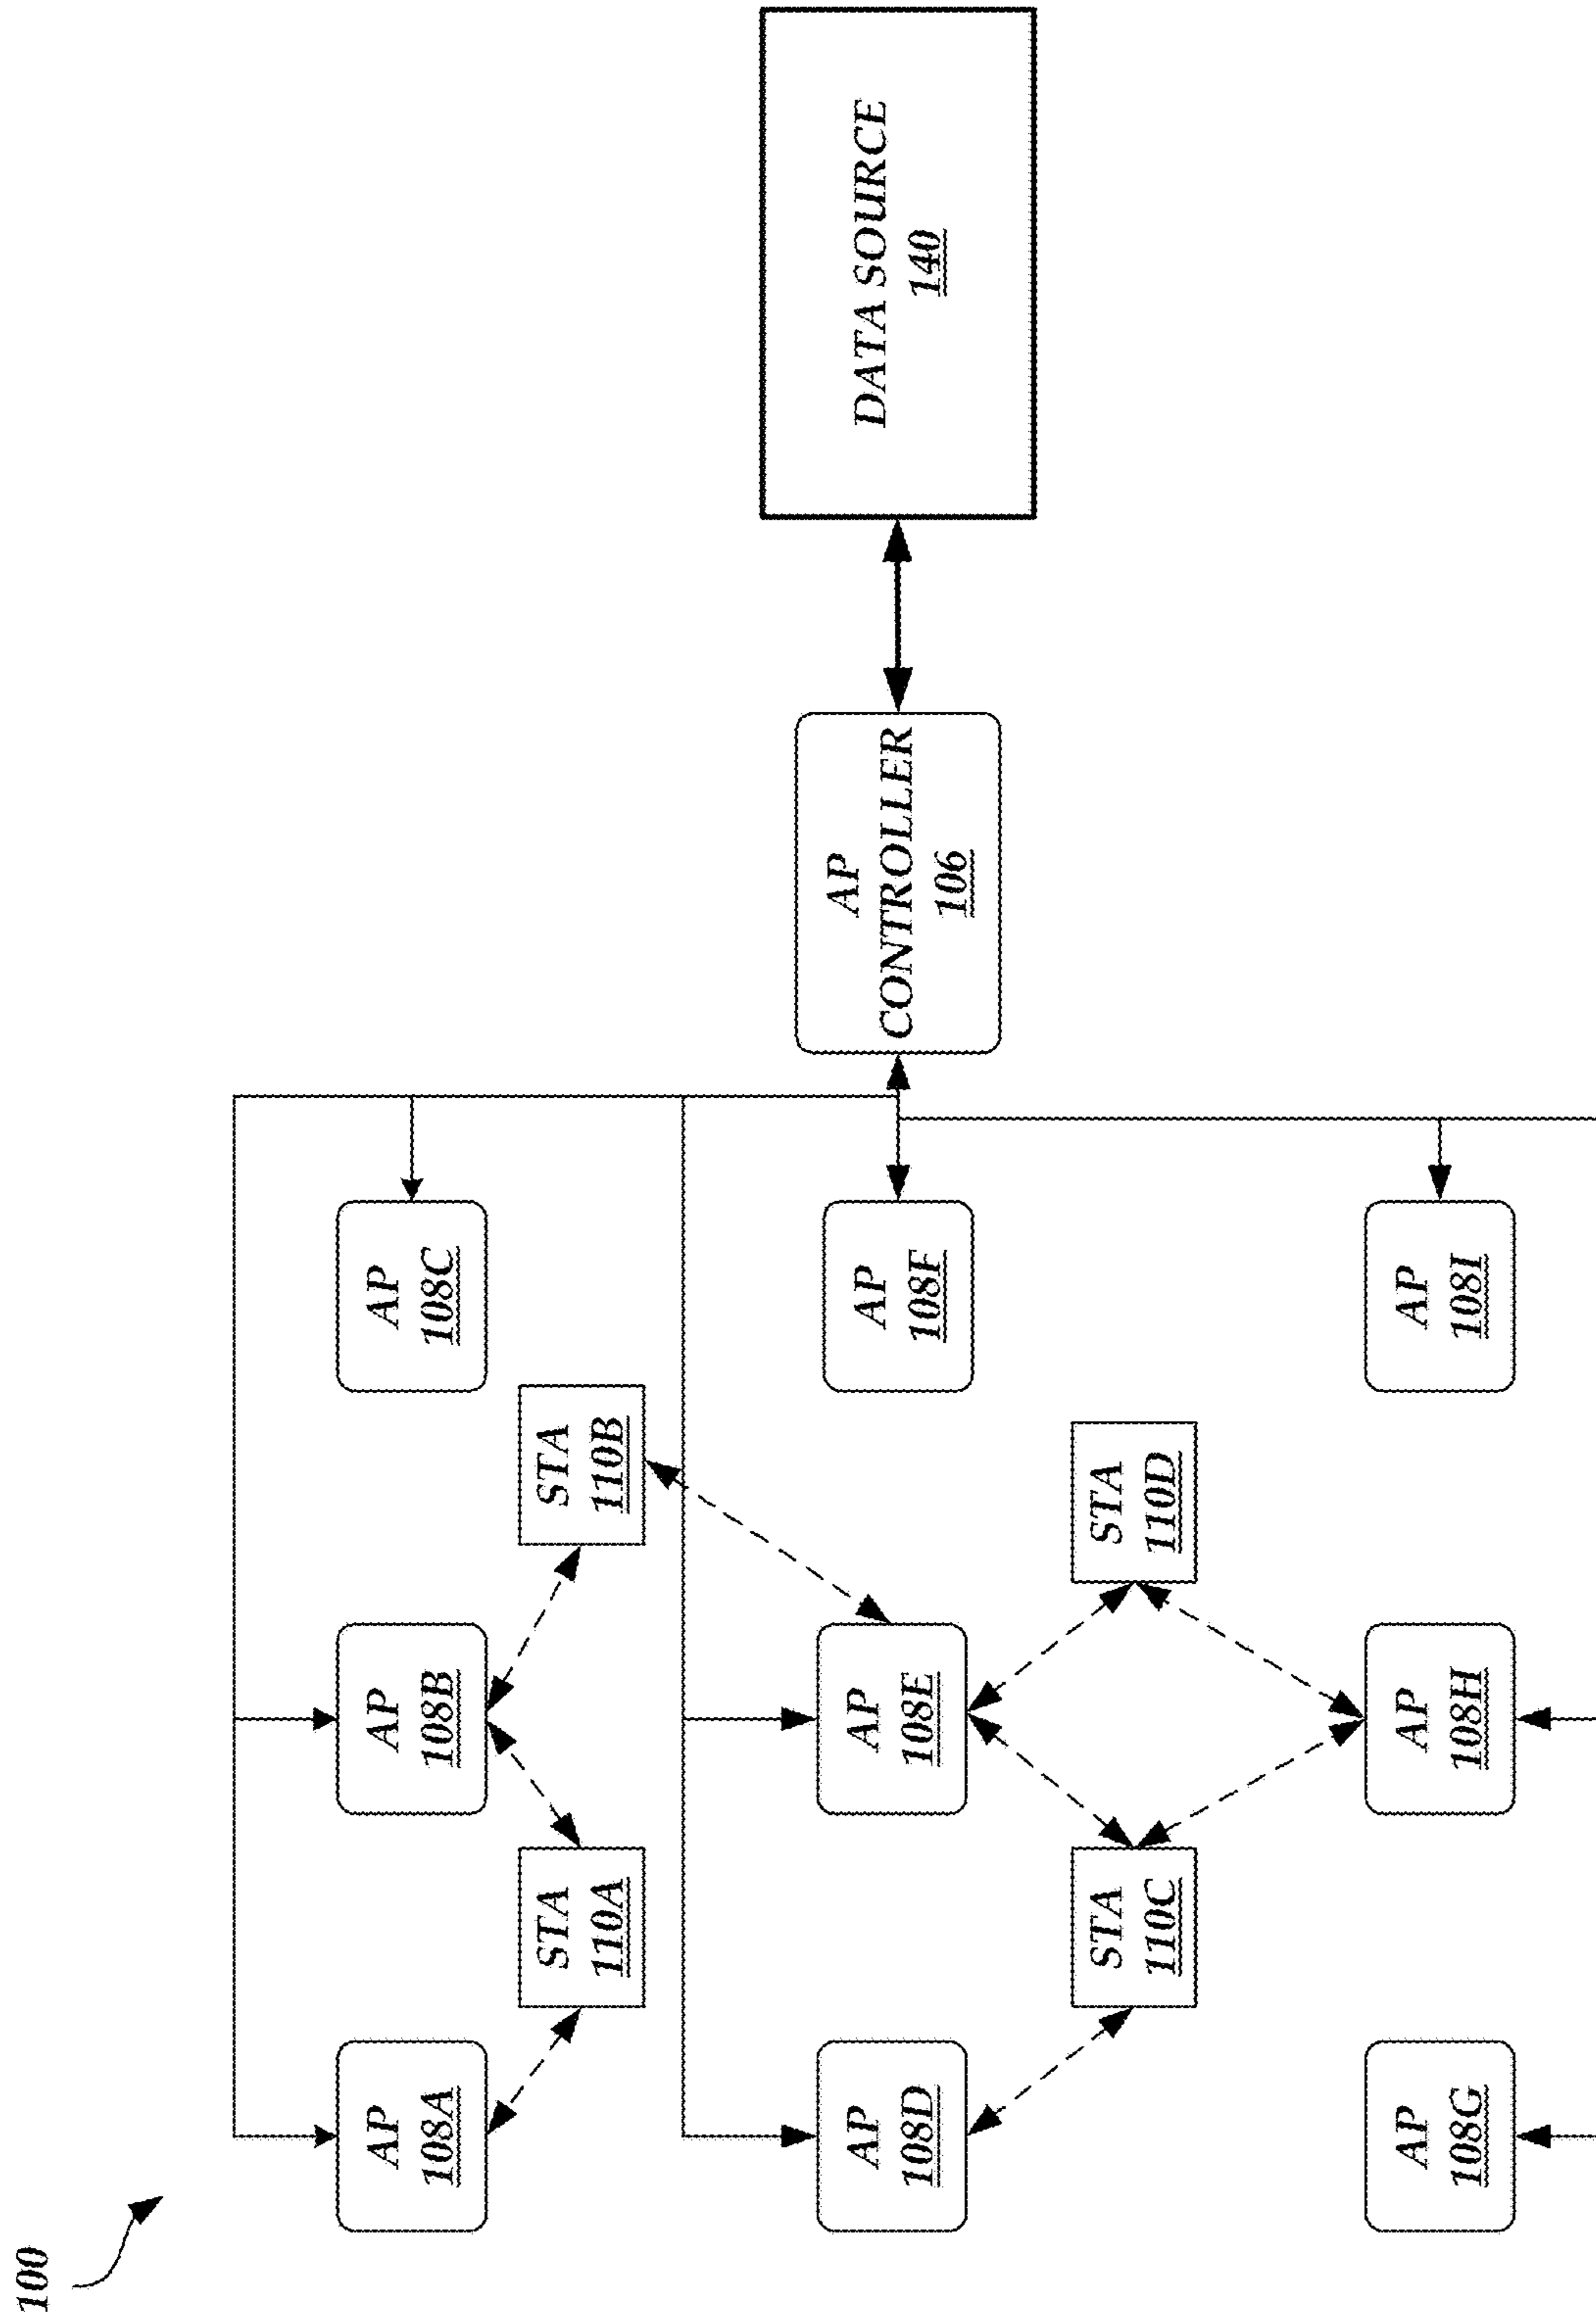 100
AP
108A
AP
108B
AP
108C
STA
110A
STA
110B
AP
108D
AP
108E
AP
108F
AP
CONTROLLER
106
DATA SOURCE
140
STA
110C
STA
110D
AP
108G
AP
108H
AP
108I